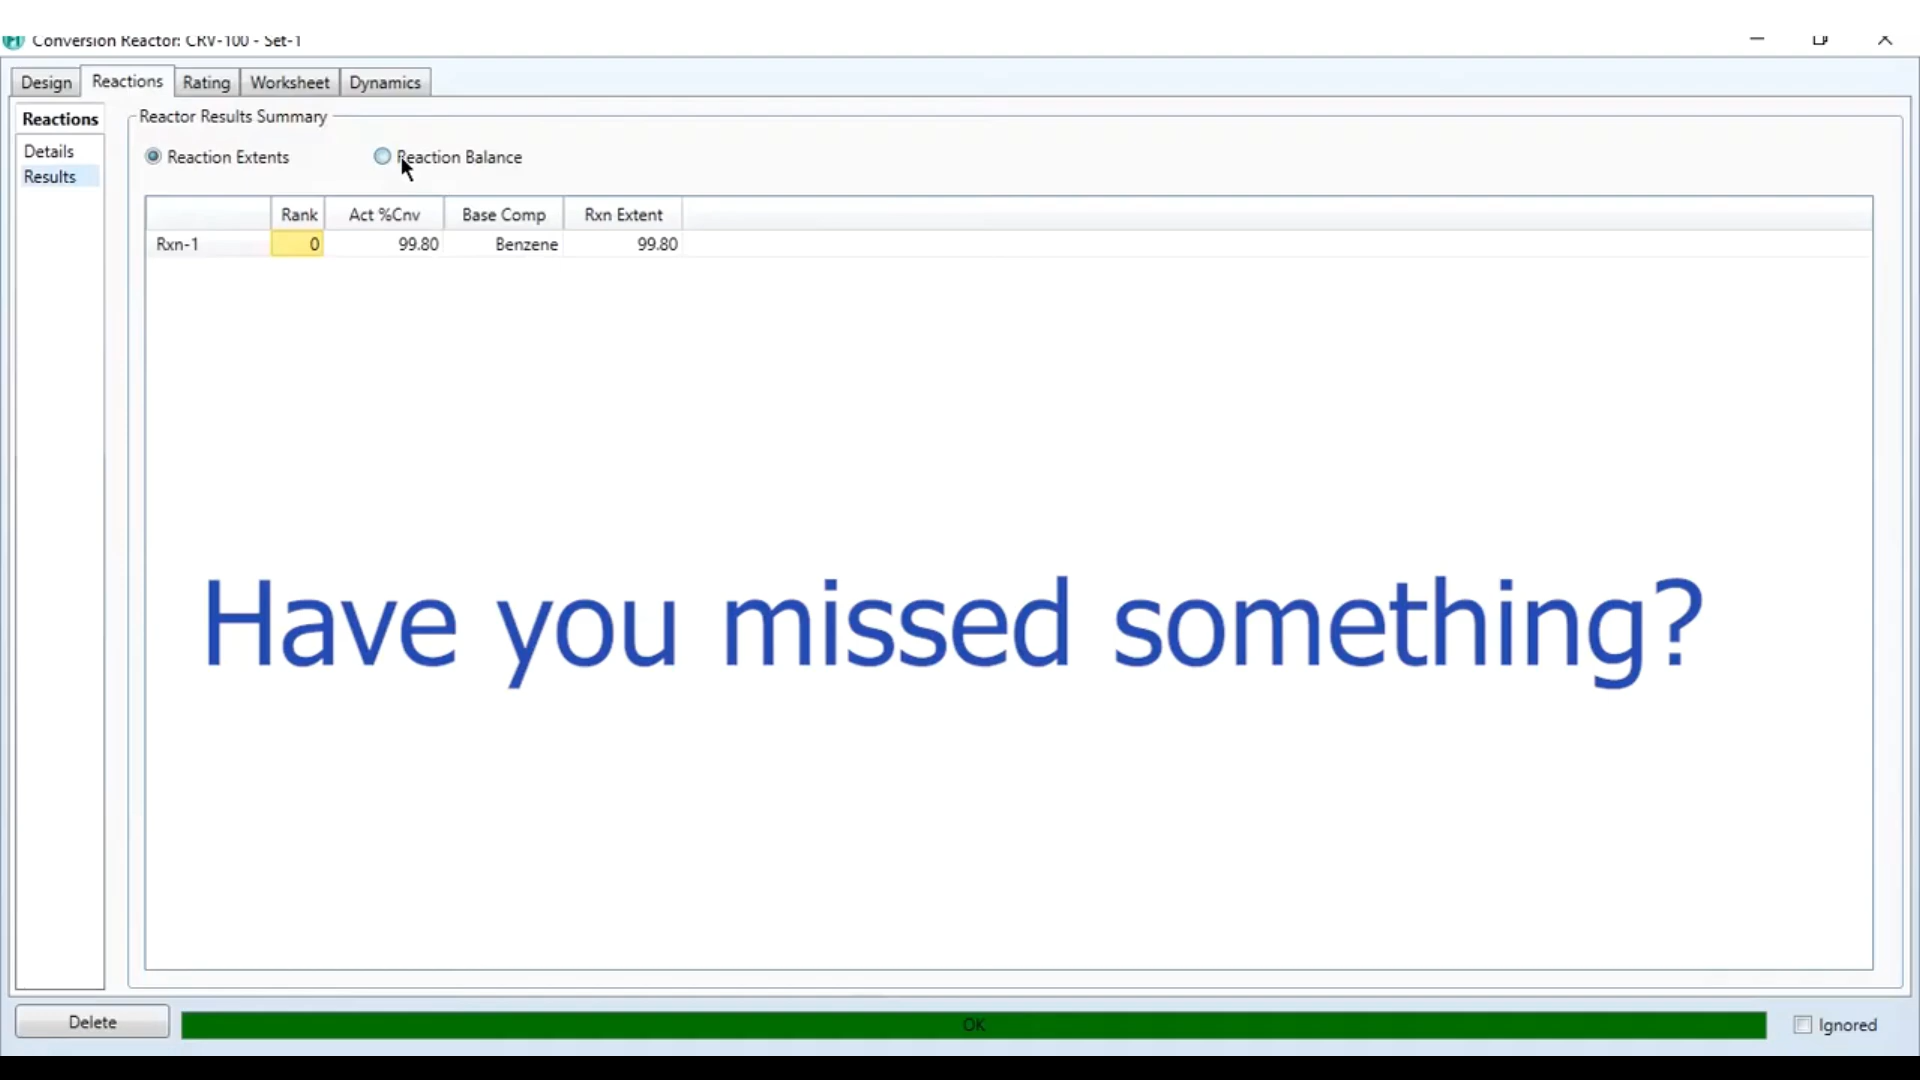 Conversion Reactor: CRV-100 - Set-1
Design Reactions Rating Worksheet Dynamics
Reactions
Details
Results
Reactor Results Summary
Reaction Extents Reaction Balance
Rank Act %Cnv Base Comp Rxn Extent
Rxn-1 0 99.80 Benzene 99.80
Have you missed something?
Delete OK Ignored